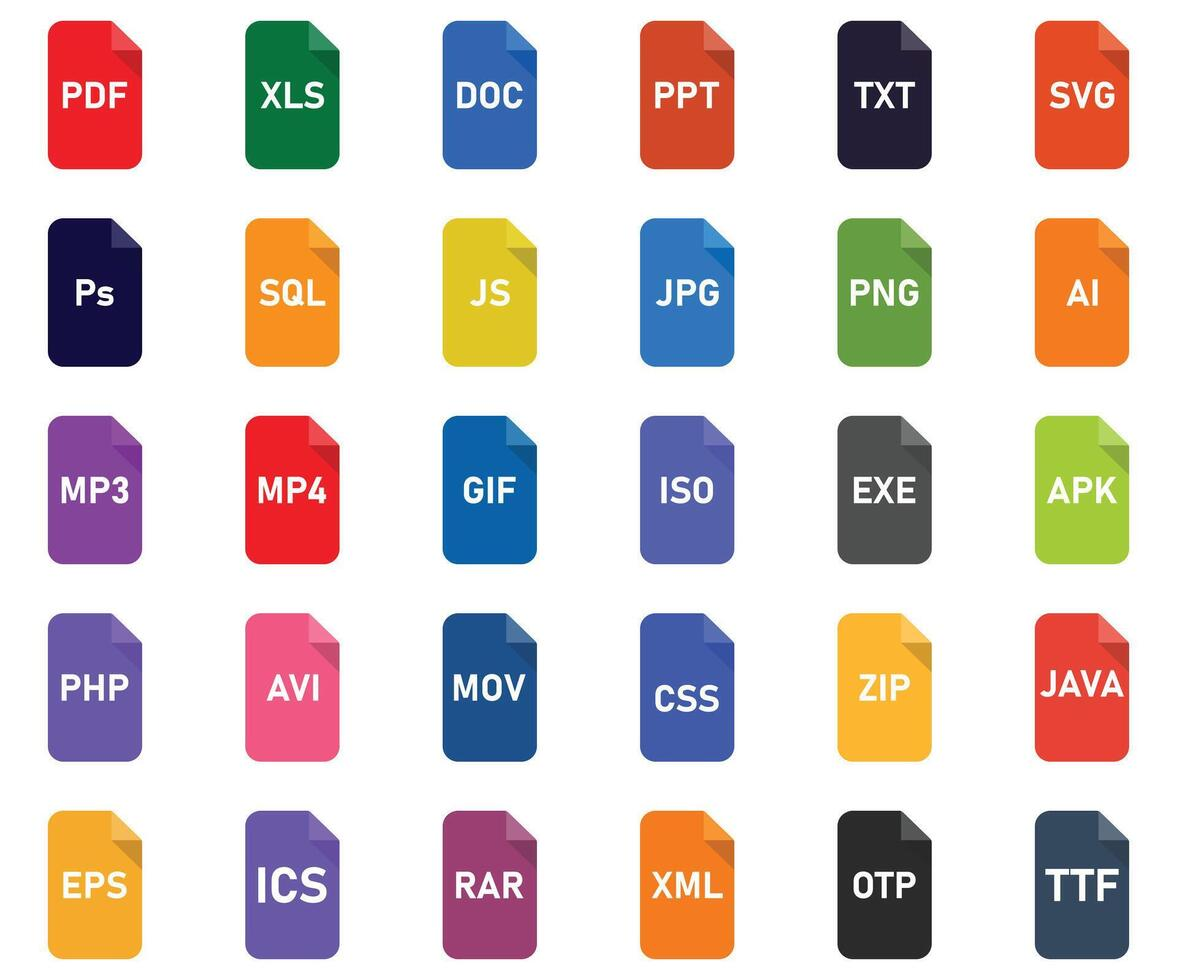 PDF XLS DOC PPT TXT SVG
Ps SQL JS JPG PNG AI
MP3 MP4 GIF ISO EXE APK
PHP AVI MOV CSS ZIP JAVA
EPS ICS RAR XML OTP TTF